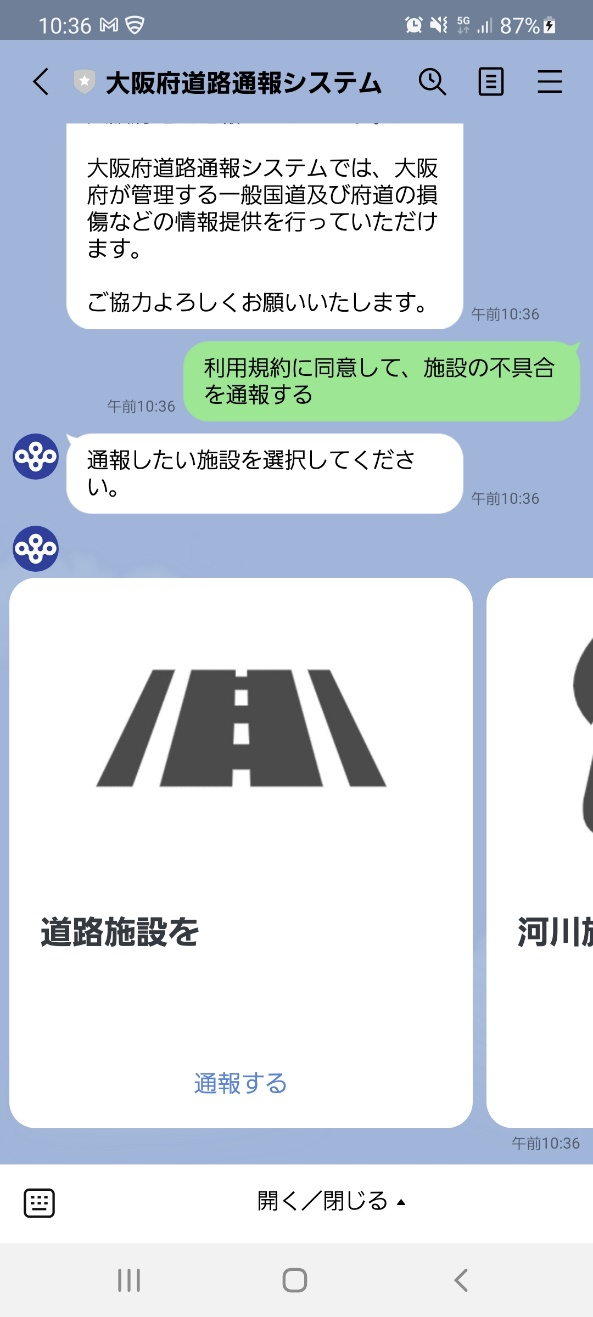 10:36
5G
87%
大阪府道路通報システム
大阪府道路通報システムでは、大阪
府が管理する一般国道及び府道の損
傷などの情報提供を行っていただけ
ます。
ご協力よろしくお願いいたします。
午前10:36
利用規約に同意して、施設の不具合
を通報する
午前10:36
通報したい施設を選択してくださ
い。
午前10:36
道路施設を
河川施
通報する
午前10:36
開く／閉じる